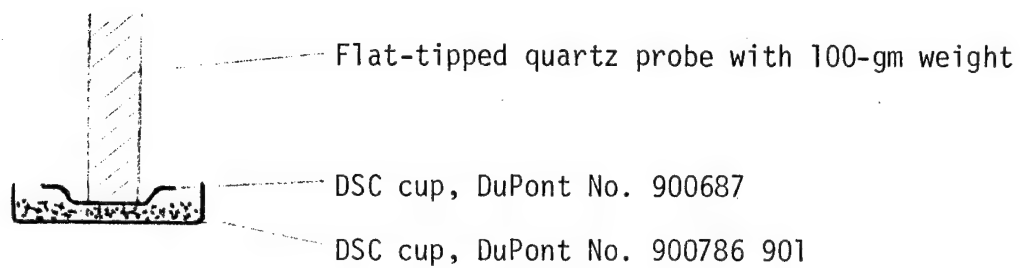 Flat-tipped quartz probe with 100-gm weight
DSC cup, DuPont No. 900687
DSC cup, DuPont No. 900786 901